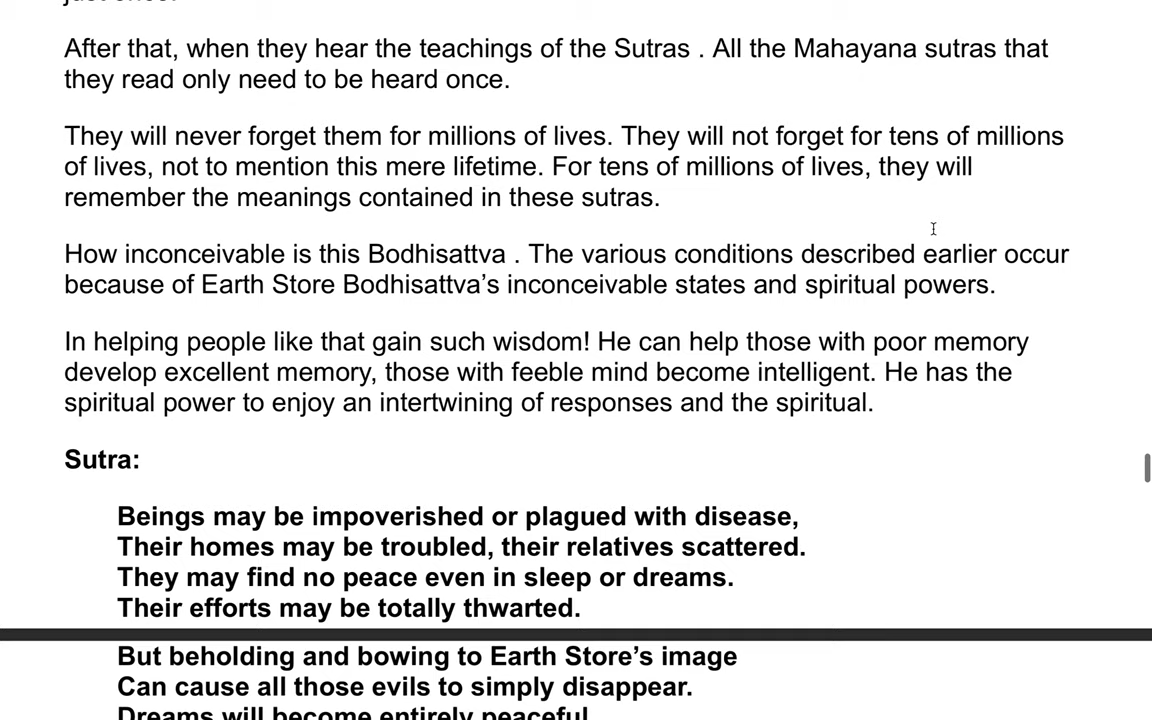 just once.
After that, when they hear the teachings of the Sutras . All the Mahayana sutras that
they read only need to be heard once.
They will never forget them for millions of lives. They will not forget for tens of millions
of lives, not to mention this mere lifetime. For tens of millions of lives, they will
remember the meanings contained in these sutras.
How inconceivable is this Bodhisattva . The various conditions described earlier occur
because of Earth Store Bodhisattva’s inconceivable states and spiritual powers.
In helping people like that gain such wisdom! He can help those with poor memory
develop excellent memory, those with feeble mind become intelligent. He has the
spiritual power to enjoy an intertwining of responses and the spiritual.
Sutra:
Beings may be impoverished or plagued with disease,
Their homes may be troubled, their relatives scattered.
They may find no peace even in sleep or dreams.
Their efforts may be totally thwarted.
But beholding and bowing to Earth Store’s image
Can cause all those evils to simply disappear.
Dreams will become entirely peaceful